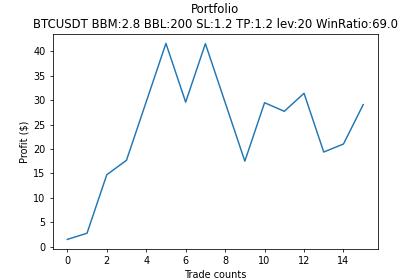 Portfolio
BTCUSDT BBM:2.8 BBL:200 SL:1.2 TP:1.2 lev:20 WinRatio:69.0
40
35
30
25
20
15
10
5
0
Profit ($)
0 2 4 6 8 10 12 14
Trade counts